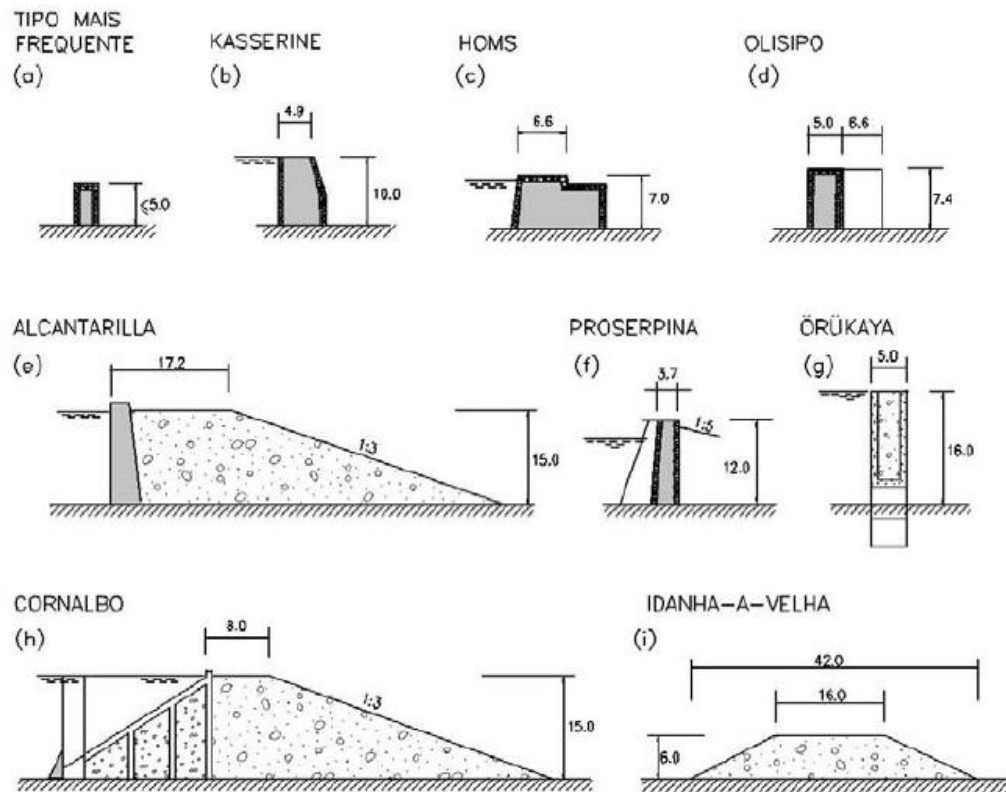 TIPO MAIS
FREQUENTE
(a)
≤5.0
KASSERINE
(b)
4.9
10.0
HOMS
(c)
6.6
7.0
OLISIPO
(d)
5.0 6.6
7.4
ALCANTARILLA
(e)
17.2
1:3
15.0
PROSERPINA
(f)
3.7
1:5
12.0
ÖRÜKAYA
(g)
5.0
16.0
CORNALBO
(h)
8.0
1:3
15.0
IDANHA-A-VELHA
(i)
42.0
16.0
6.0